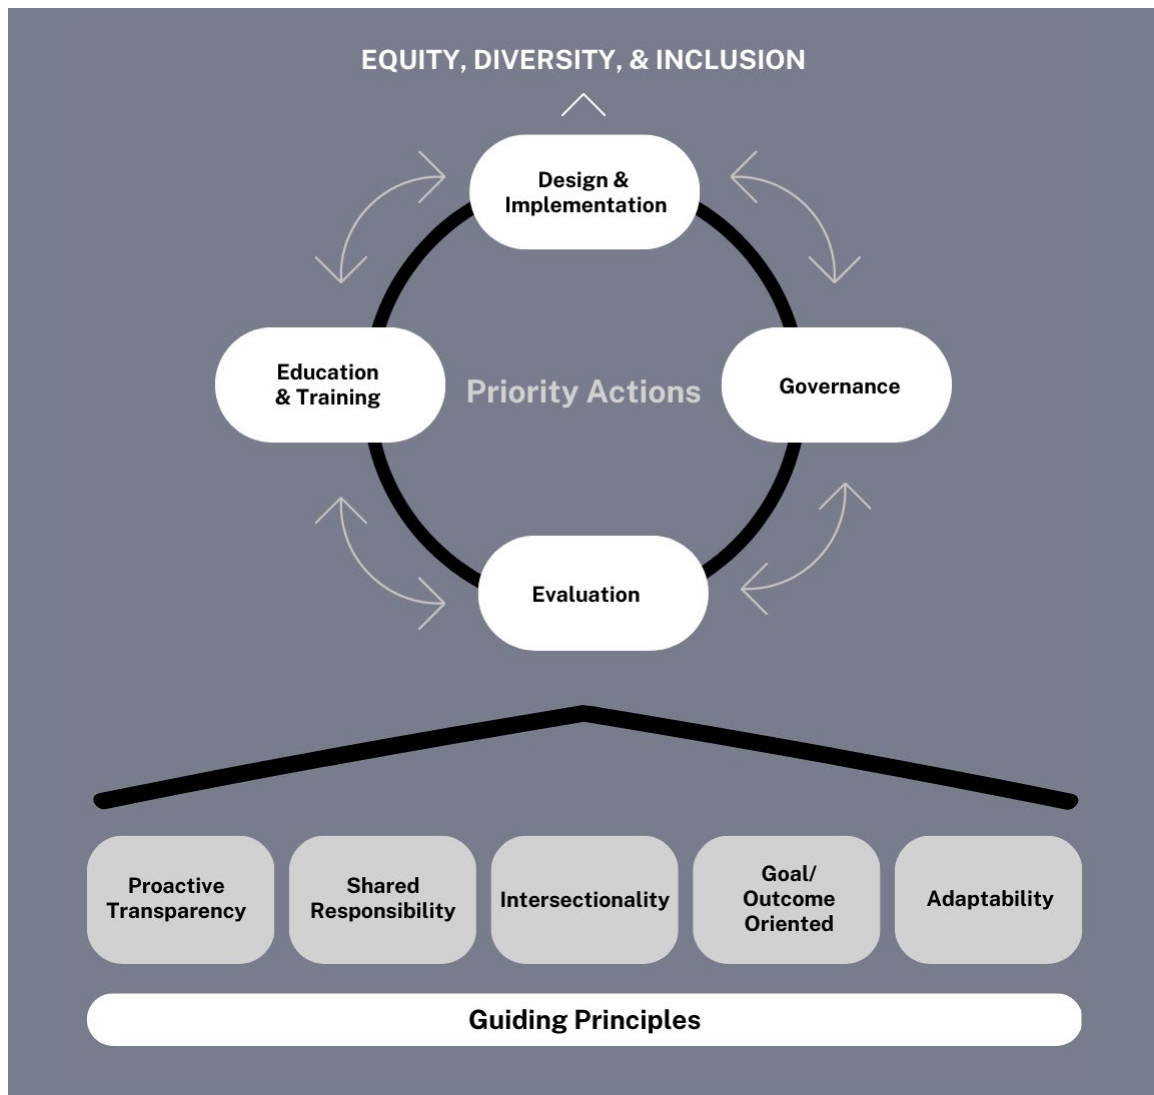 EQUITY, DIVERSITY, & INCLUSION
Design &
Implementation
Education
& Training
Priority Actions
Governance
Evaluation
Proactive
Transparency
Shared
Responsibility
Intersectionality
Goal/
Outcome
Oriented
Adaptability
Guiding Principles